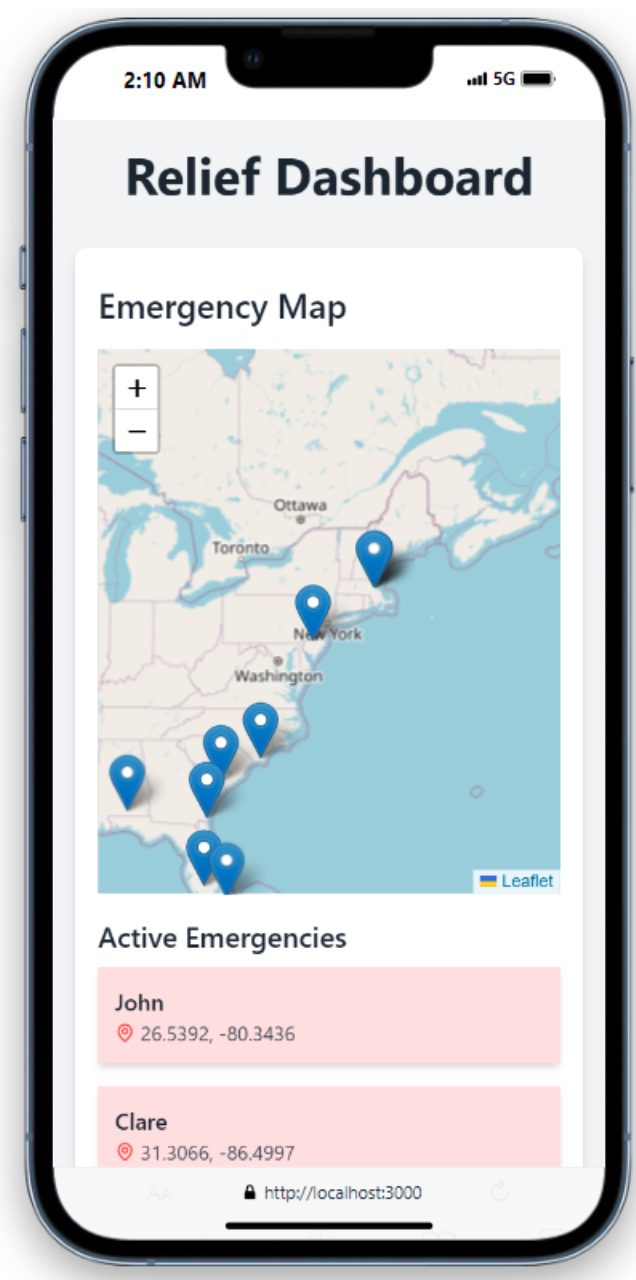 2:10 AM
5G
Relief Dashboard
Emergency Map
+
−
Ottawa
Toronto
New York
Washington
Leaflet
Active Emergencies
John
26.5392, -80.3436
Clare
31.3066, -86.4997
AA
http://localhost:3000